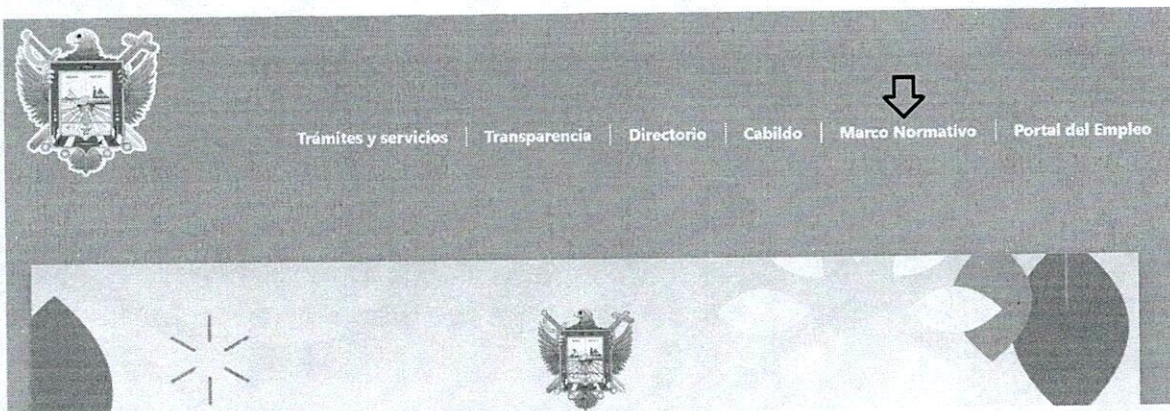 Trámites y servicios | Transparencia | Directorio | Cabildo | Marco Normativo | Portal del Empleo